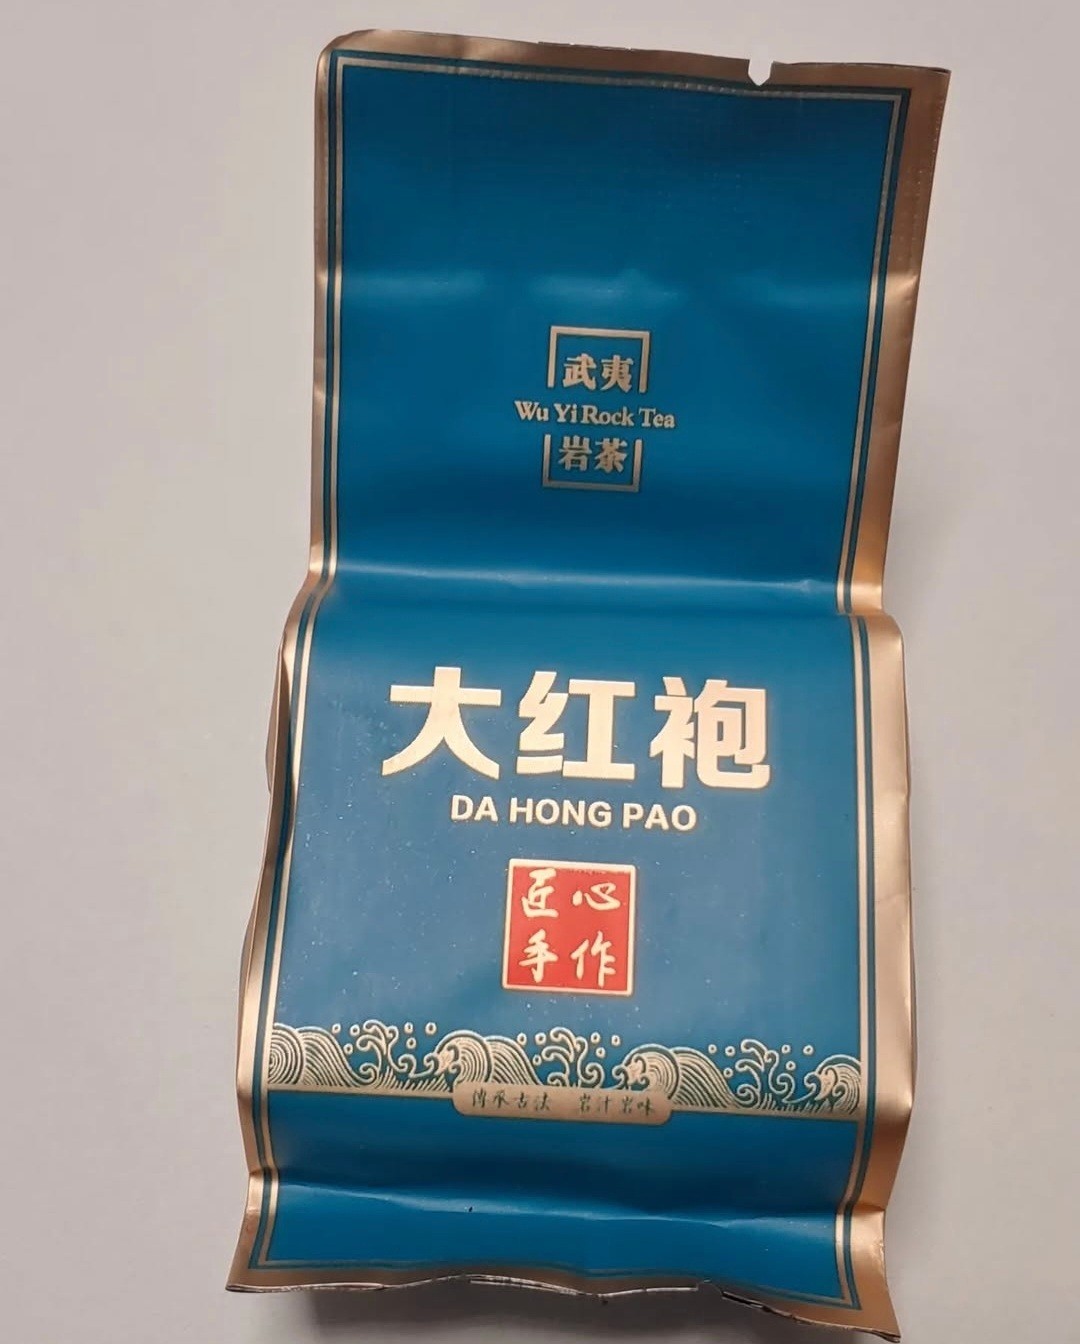 武夷
Wu Yi Rock Tea
岩茶
大红袍
DA HONG PAO
匠心
手作
傳承古法 岩汁岩味